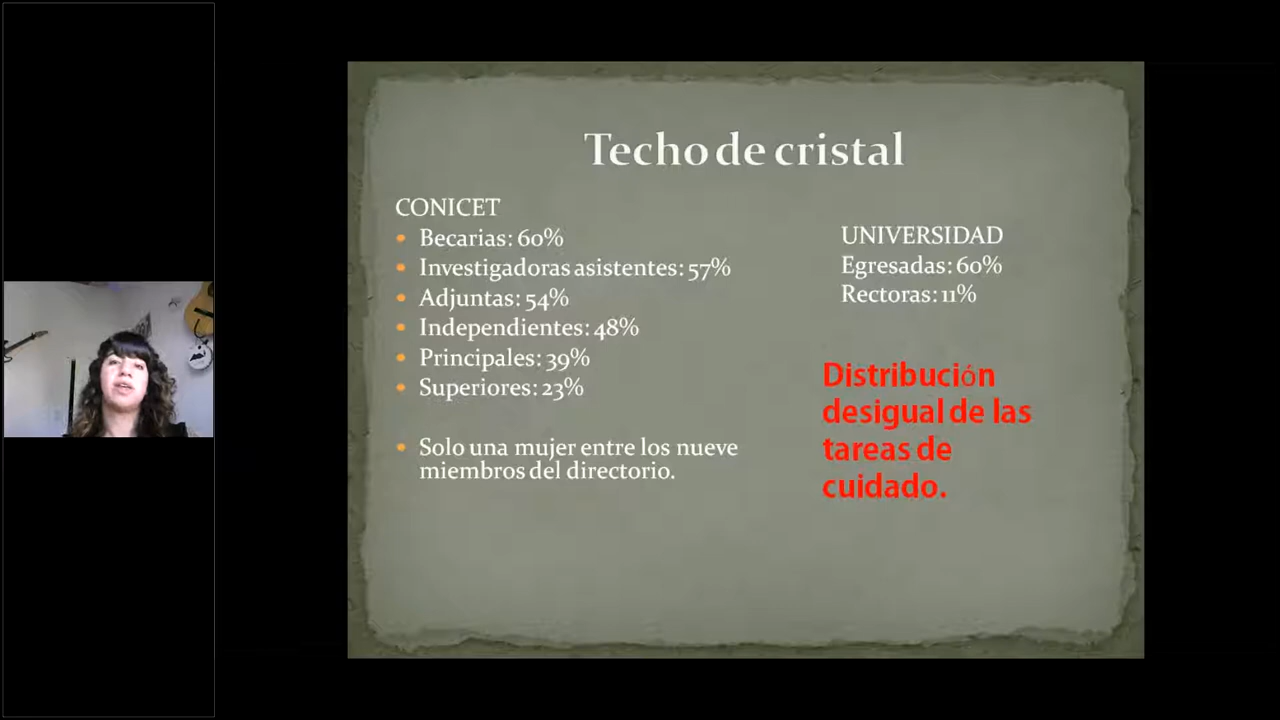 Techo de cristal
CONICET
Becarias: 60%
Investigadoras asistentes: 57%
Adjuntas: 54%
Independientes: 48%
Principales: 39%
Superiores: 23%
Solo una mujer entre los nueve
miembros del directorio.
UNIVERSIDAD
Egresadas: 60%
Rectoras: 11%
Distribución
desigual de las
tareas de
cuidado.